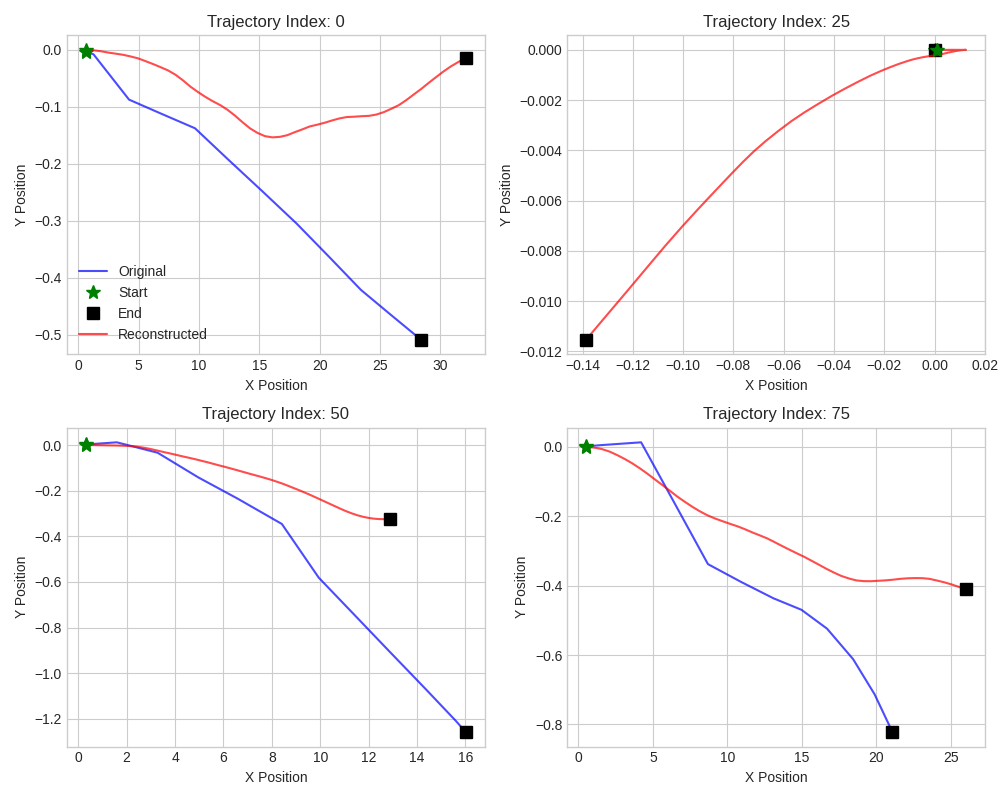 Trajectory Index: 0
0.0
−0.1
−0.2
−0.3
−0.4
−0.5
Y Position
Original
Start
End
Reconstructed
0 5 10 15 20 25 30
X Position
Trajectory Index: 25
0.000
−0.002
−0.004
−0.006
−0.008
−0.010
−0.012
Y Position
−0.14 −0.12 −0.10 −0.08 −0.06 −0.04 −0.02 0.00 0.02
X Position
Trajectory Index: 50
0.0
−0.2
−0.4
−0.6
−0.8
−1.0
−1.2
Y Position
0 2 4 6 8 10 12 14 16
X Position
Trajectory Index: 75
0.0
−0.2
−0.4
−0.6
−0.8
Y Position
0 5 10 15 20 25
X Position